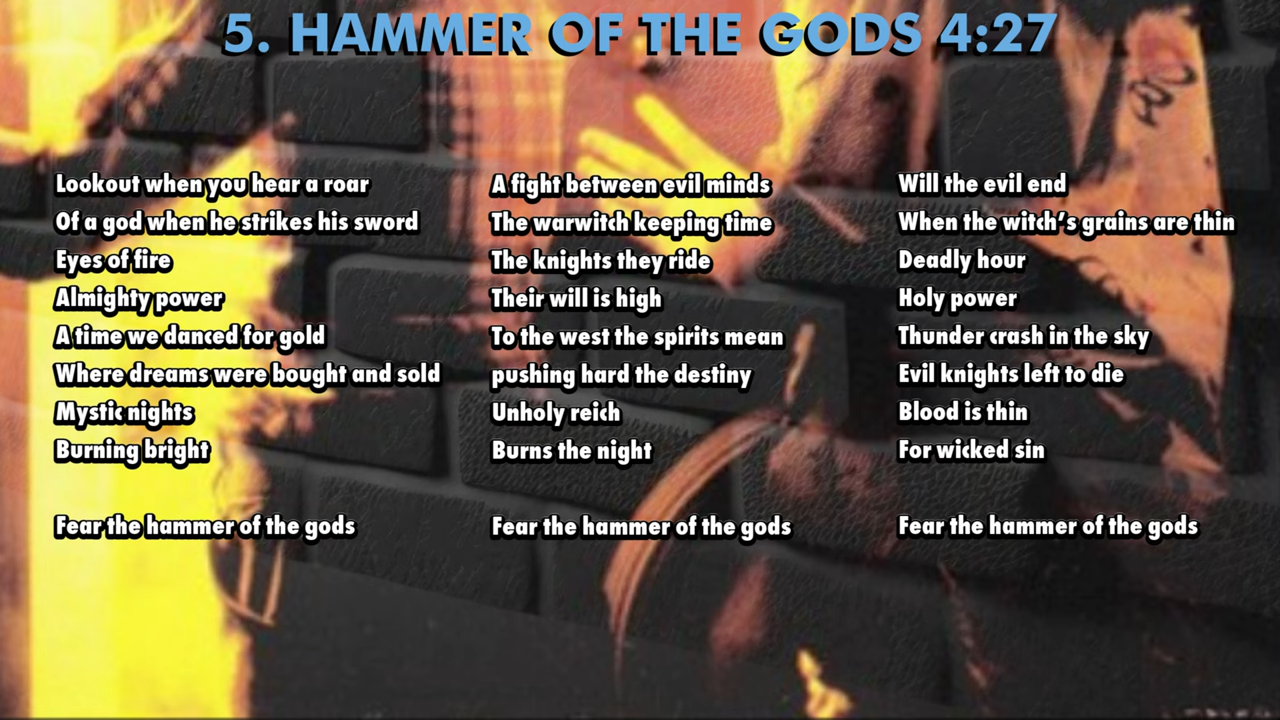 5. HAMMER OF THE GODS 4:27
Lookout when you hear a roar
Of a god when he strikes his sword
Eyes of fire
Almighty power
A time we danced for gold
Where dreams were bought and sold
Mystic nights
Burning bright
Fear the hammer of the gods
A fight between evil minds
The warwitch keeping time
The knights they ride
Their will is high
To the west the spirits mean
pushing hard the destiny
Unholy reich
Burns the night
Fear the hammer of the gods
Will the evil end
When the witch's grains are thin
Deadly hour
Holy power
Thunder crash in the sky
Evil knights left to die
Blood is thin
For wicked sin
Fear the hammer of the gods